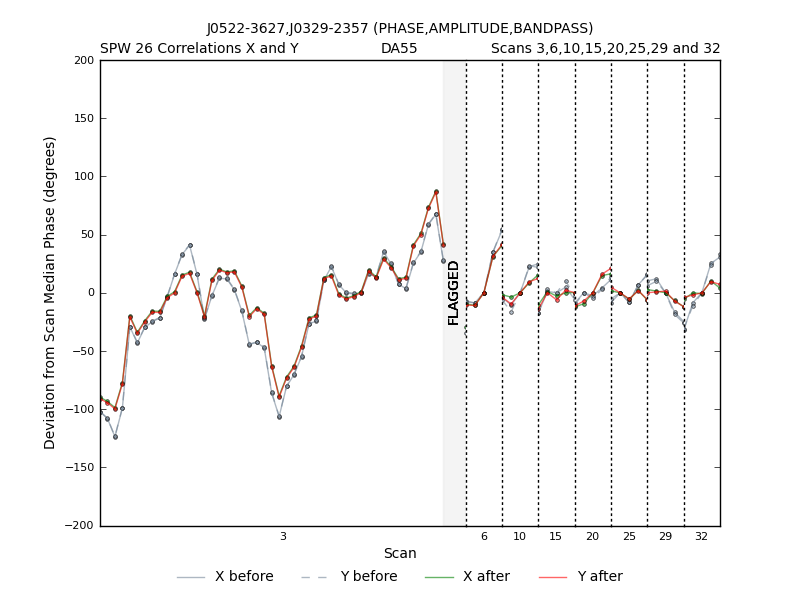 J0522-3627,J0329-2357 (PHASE,AMPLITUDE,BANDPASS)
SPW 26 Correlations X and Y DA55 Scans 3,6,10,15,20,25,29 and 32
200
150
100
50
0
−50
−100
−150
−200
Deviation from Scan Median Phase (degrees)
FLAGGED
3 6 10 15 20 25 29 32
Scan
X before Y before X after Y after